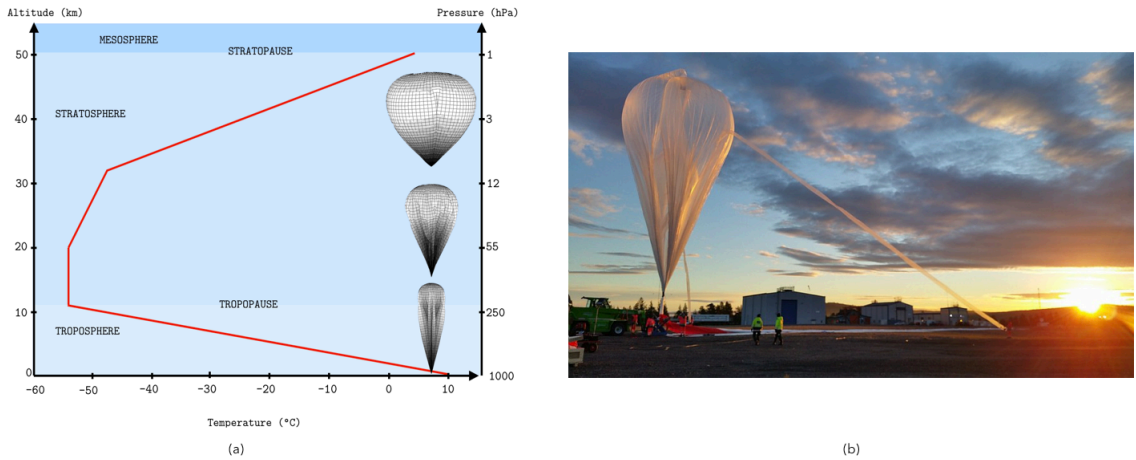 Altitude (km)
Pressure (hPa)
MESOSPHERE
50
STRATOPAUSE
1
STRATOSPHERE
40
3
30
12
20
55
TROPOPAUSE
10
250
TROPOSPHERE
0
1000
-60 -50 -40 -30 -20 -10 0 10
Temperature (°C)
(a)
(b)